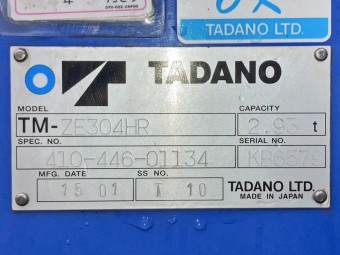 TADANO LTD.
TADANO
MODEL
CAPACITY
TM-ZE304HR
2.93 t
SPEC. NO.
SERIAL NO.
410-446-01134
MFG. DATE
SS NO.
15 01
I 10
TADANO LTD.
MADE IN JAPAN